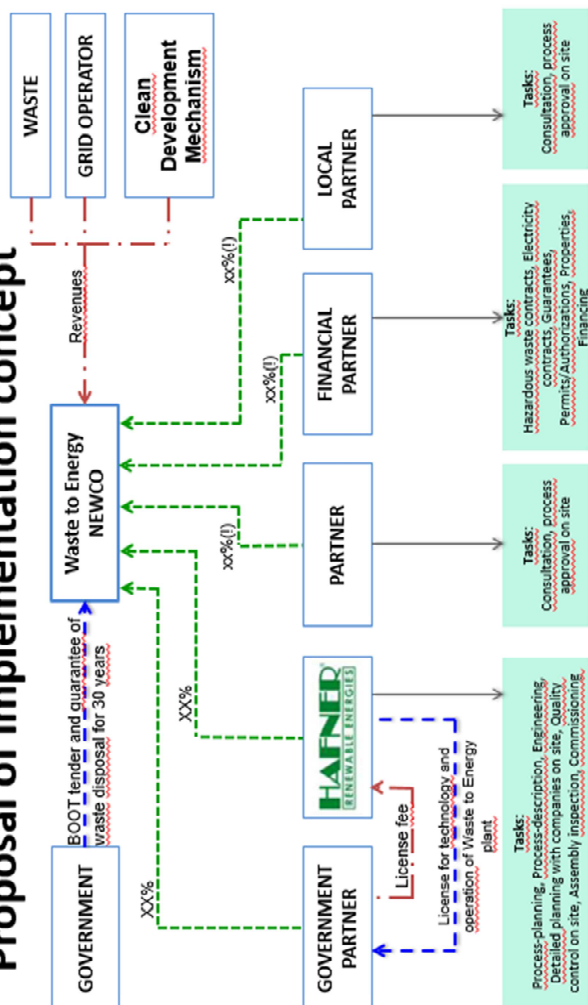 Proposal of implementation concept
GOVERNMENT
BOOT tender and guarantee of
waste disposal for 30 years
Waste to Energy
NEWCO
Revenues
WASTE
GRID OPERATOR
Clean
Development
Mechanism
XX%
XX%
xx%(!)
xx%(!)
xx%(!)
GOVERNMENT
PARTNER
HAFNER®
RENEWABLE ENERGIES
PARTNER
FINANCIAL
PARTNER
LOCAL
PARTNER
License fee
License for technology and
operation of Waste to Energy
plant
Tasks:
Process-planning, Process-description, Engineering,
Detailed planning with companies on site, Quality
control on site, Assembly inspection, Commissioning
Tasks:
Consultation, process
approval on site
Tasks:
Hazardous waste contracts, Electricity
contracts, Guarantees,
Permits/Authorizations, Properties,
Financing
Tasks:
Consultation, process
approval on site